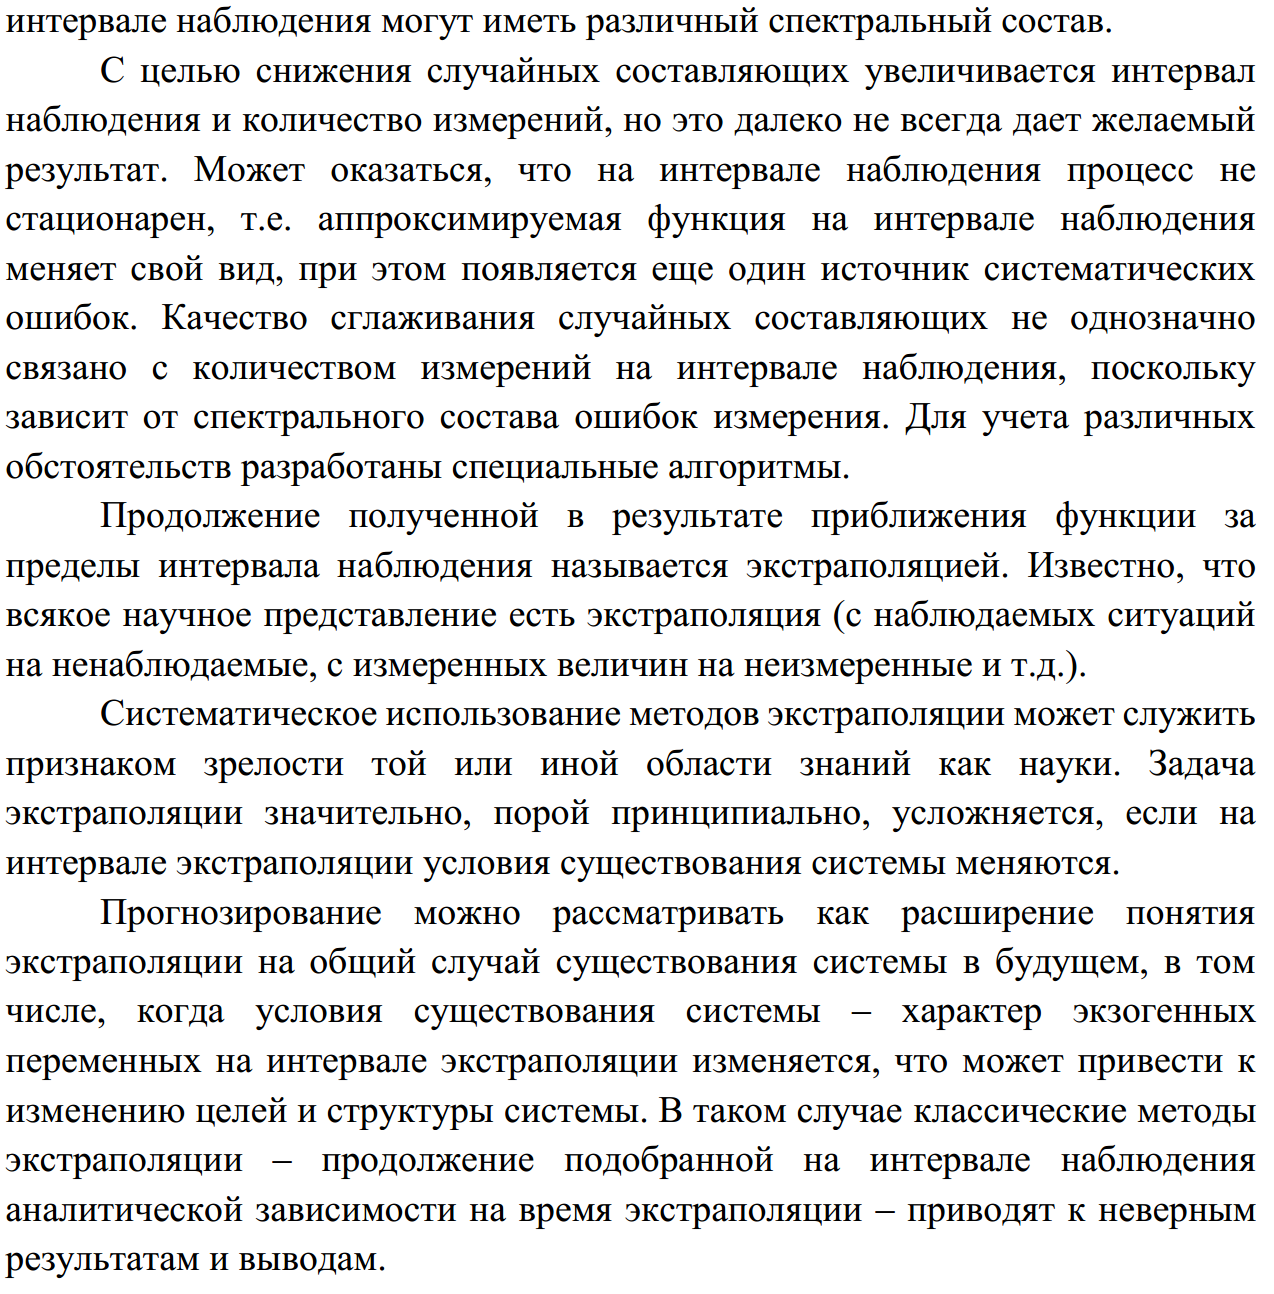 интервале наблюдения могут иметь различный спектральный состав.
С целью снижения случайных составляющих увеличивается интервал
наблюдения и количество измерений, но это далеко не всегда дает желаемый
результат. Может оказаться, что на интервале наблюдения процесс не
стационарен, т.е. аппроксимируемая функция на интервале наблюдения
меняет свой вид, при этом появляется еще один источник систематических
ошибок. Качество сглаживания случайных составляющих не однозначно
связано с количеством измерений на интервале наблюдения, поскольку
зависит от спектрального состава ошибок измерения. Для учета различных
обстоятельств разработаны специальные алгоритмы.
Продолжение полученной в результате приближения функции за
пределы интервала наблюдения называется экстраполяцией. Известно, что
всякое научное представление есть экстраполяция (с наблюдаемых ситуаций
на ненаблюдаемые, с измеренных величин на неизмеренные и т.д.).
Систематическое использование методов экстраполяции может служить
признаком зрелости той или иной области знаний как науки. Задача
экстраполяции значительно, порой принципиально, усложняется, если на
интервале экстраполяции условия существования системы меняются.
Прогнозирование можно рассматривать как расширение понятия
экстраполяции на общий случай существования системы в будущем, в том
числе, когда условия существования системы – характер экзогенных
переменных на интервале экстраполяции изменяется, что может привести к
изменению целей и структуры системы. В таком случае классические методы
экстраполяции – продолжение подобранной на интервале наблюдения
аналитической зависимости на время экстраполяции – приводят к неверным
результатам и выводам.